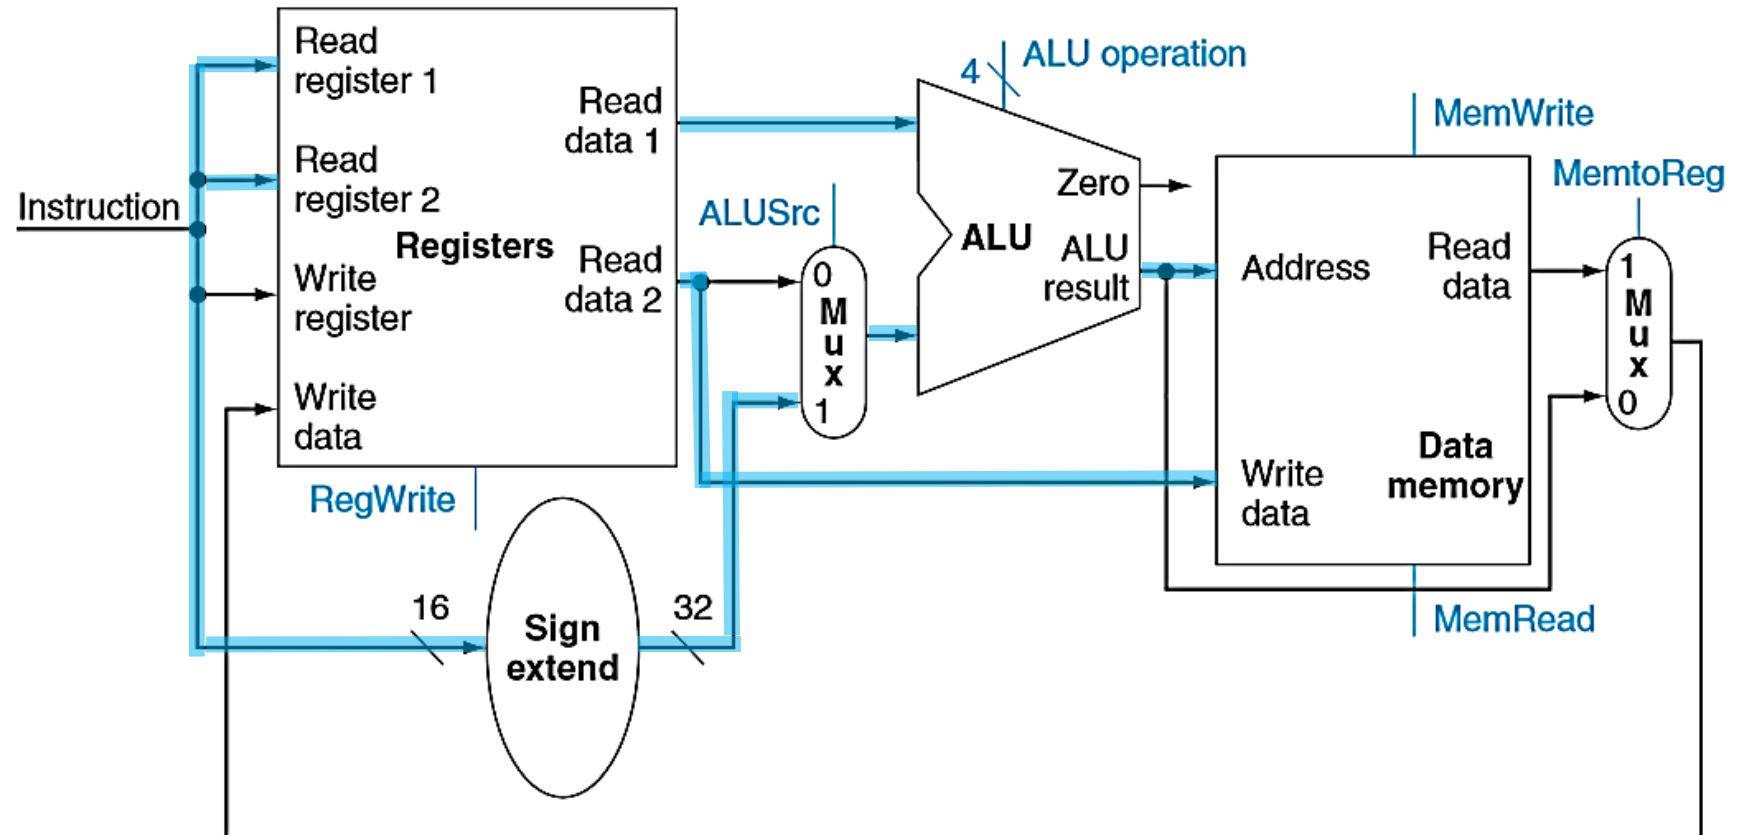 Instruction
Read
register 1
Read
register 2
Registers
Write
register
Write
data
Read
data 1
Read
data 2
RegWrite
16
Sign
extend
32
ALUSrc
0
M
u
x
1
4
ALU operation
Zero
ALU
ALU
result
MemWrite
Address
Read
data
Write
data
Data
memory
MemRead
MemtoReg
1
M
u
x
0